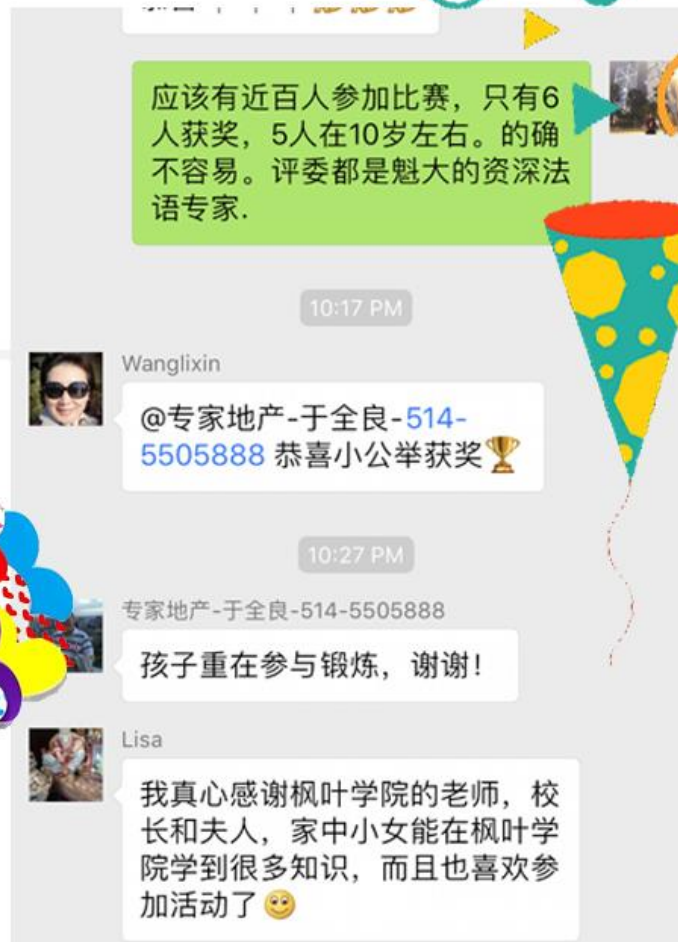 应该有近百人参加比赛，只有6
人获奖，5人在10岁左右。的确
不容易。评委都是魁大的资深法
语专家.
10:17 PM
Wanglixin
@专家地产-于全良-514-
5505888 恭喜小公举获奖🏆
10:27 PM
专家地产-于全良-514-5505888
孩子重在参与锻炼，谢谢！
Lisa
我真心感谢枫叶学院的老师，校
长和夫人，家中小女能在枫叶学
院学到很多知识，而且也喜欢参
加活动了🙂